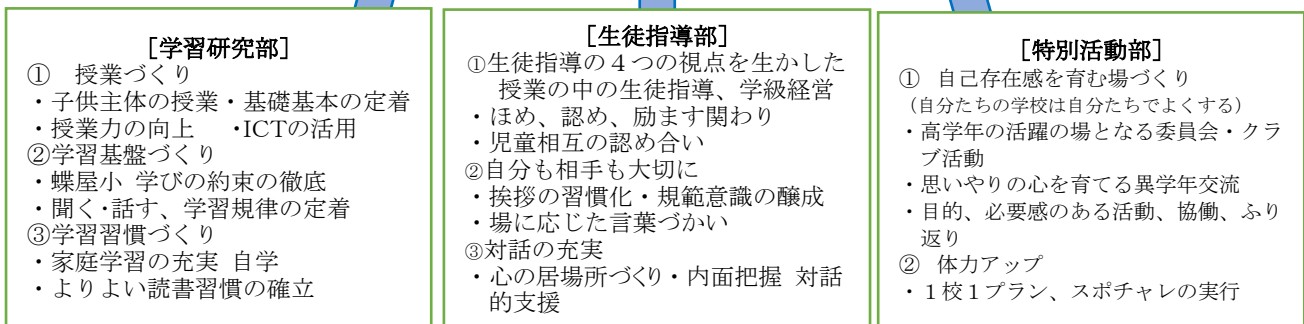 ［学習研究部］
①　授業づくり
・子供主体の授業・基礎基本の定着
・授業力の向上　・ICTの活用
②学習基盤づくり
・蝶屋小 学びの約束の徹底
・聞く・話す、学習規律の定着
③学習習慣づくり
・家庭学習の充実 自学
・よりよい読書習慣の確立
［生徒指導部］
①生徒指導の４つの視点を生かした
授業の中の生徒指導、学級経営
・ほめ、認め、励ます関わり
・児童相互の認め合い
②自分も相手も大切に
・挨拶の習慣化・規範意識の醸成
・場に応じた言葉づかい
③対話の充実
・心の居場所づくり・内面把握 対話
的支援
［特別活動部］
①　自己存在感を育む場づくり
（自分たちの学校は自分たちでよくする）
・高学年の活躍の場となる委員会・クラ
ブ活動
・思いやりの心を育てる異学年交流
・目的、必要感のある活動、協働、ふり
返り
②　体力アップ
・１校１プラン、スポチャレの実行